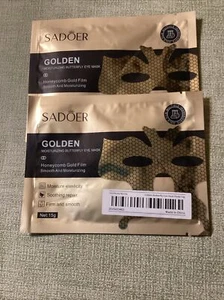 SADOER
GOLDEN
MOISTURIZING BUTTERFLY EYE MASK
Honeycomb Gold Film
Smooth And Moisturizing
SADOER
GOLDEN
MOISTURIZING BUTTERFLY EYE MASK
Honeycomb Gold Film
Smooth And Moisturizing
Moisture elasticity
Soothing repair
Firm and smooth
Net:15g
Made In China